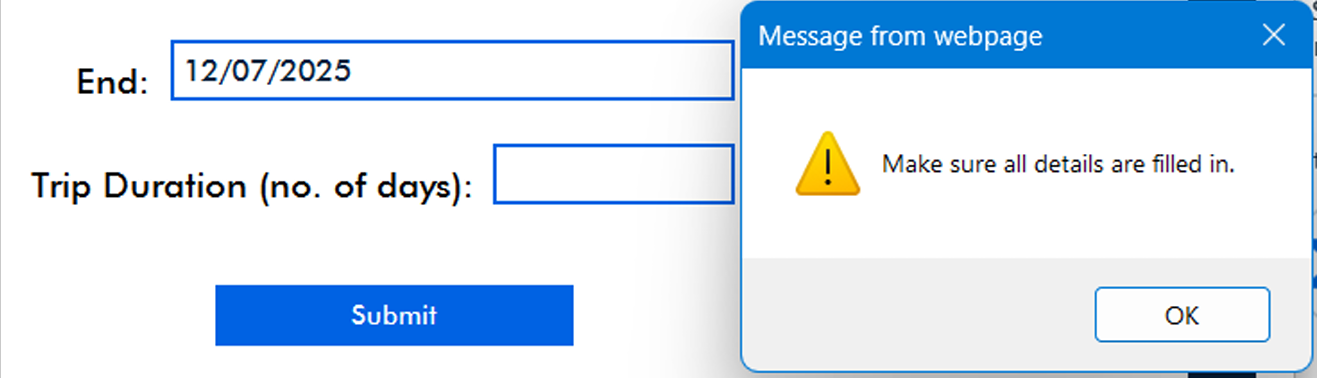 End: 12/07/2025
Trip Duration (no. of days):
Submit
Message from webpage
Make sure all details are filled in.
OK